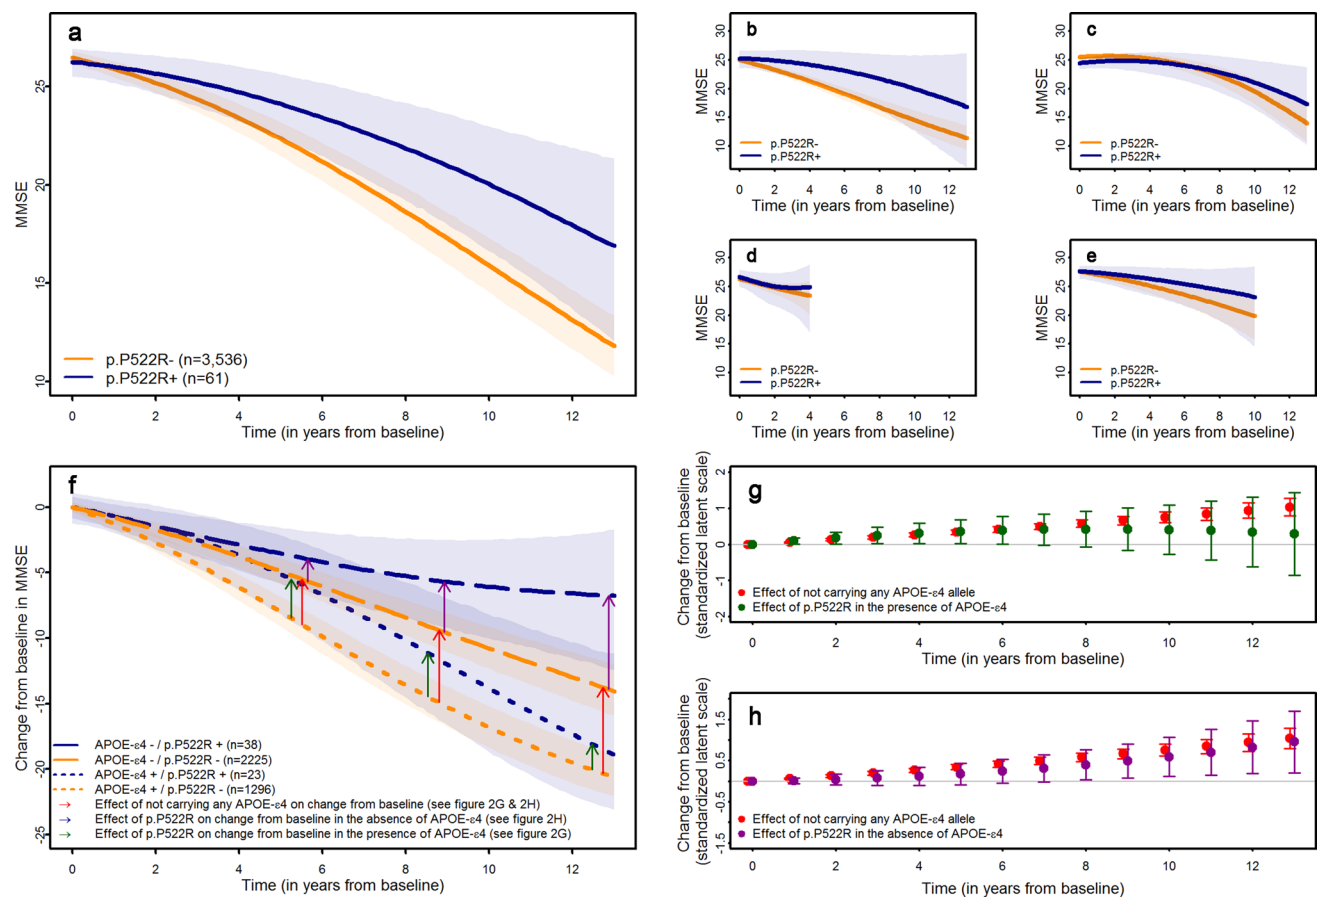 a
MMSE
25
20
15
10
p.P522R- (n=3,536)
p.P522R+ (n=61)
0 2 4 6 8 10 12
Time (in years from baseline)
b
MMSE
30
25
20
15
10
p.P522R-
p.P522R+
0 2 4 6 8 10 12
Time (in years from baseline)
c
MMSE
30
25
20
15
10
p.P522R-
p.P522R+
0 2 4 6 8 10 12
Time (in years from baseline)
d
MMSE
30
25
20
15
10
p.P522R-
p.P522R+
0 2 4 6 8 10 12
Time (in years from baseline)
e
MMSE
30
25
20
15
10
p.P522R-
p.P522R+
0 2 4 6 8 10 12
Time (in years from baseline)
f
Change from baseline in MMSE
0
-5
-10
-15
-20
-25
APOE-ε4 - / p.P522R + (n=38)
APOE-ε4 - / p.P522R - (n=2225)
APOE-ε4 + / p.P522R + (n=23)
APOE-ε4 + / p.P522R - (n=1296)
Effect of not carrying any APOE-ε4 on change from baseline (see figure 2G & 2H)
Effect of p.P522R on change from baseline in the absence of APOE-ε4 (see figure 2H)
Effect of p.P522R on change from baseline in the presence of APOE-ε4 (see figure 2G)
0 2 4 6 8 10 12
Time (in years from baseline)
g
Change from baseline
(standardized latent scale)
2
1
0
-1
-2
Effect of not carrying any APOE-ε4 allele
Effect of p.P522R in the presence of APOE-ε4
0 2 4 6 8 10 12
Time (in years from baseline)
h
Change from baseline
(standardized latent scale)
1.5
0.5
-0.5
-1.5
Effect of not carrying any APOE-ε4 allele
Effect of p.P522R in the absence of APOE-ε4
0 2 4 6 8 10 12
Time (in years from baseline)